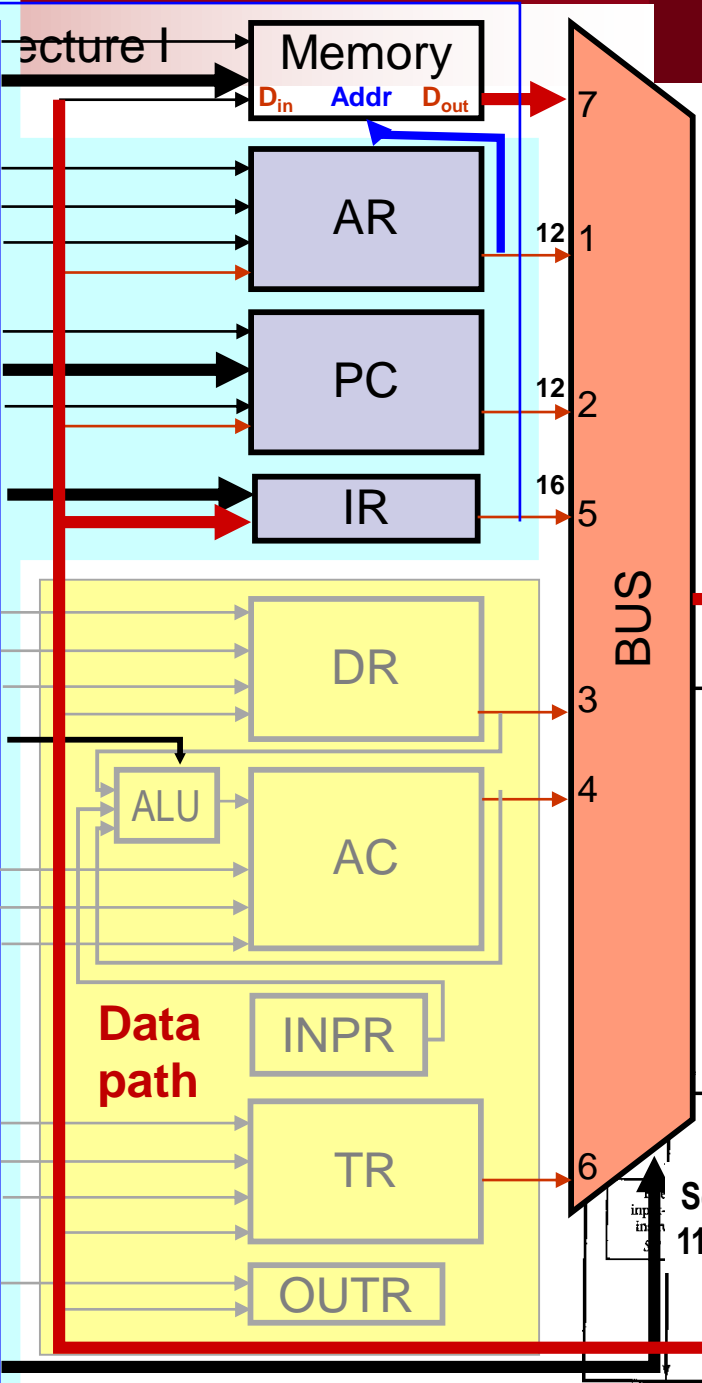 ecture I
Memory
Din Addr Dout
7
AR
12
1
PC
12
2
IR
16
5
BUS
DR
3
ALU
4
AC
Data
path
INPR
TR
6
OUTR
11